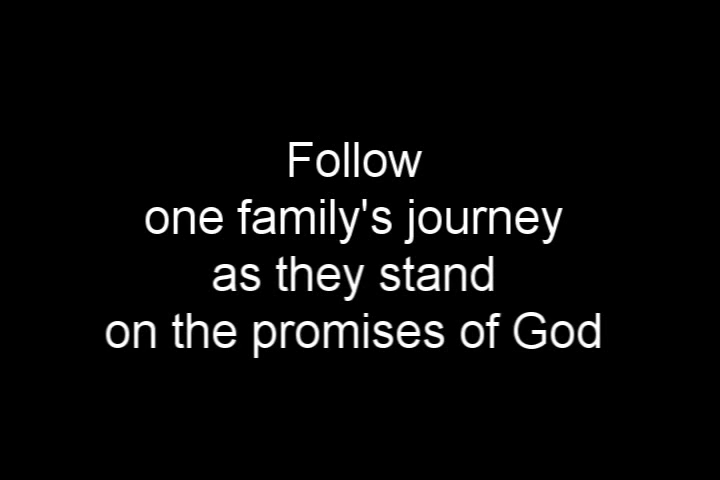 Follow
one family's journey
as they stand
on the promises of God